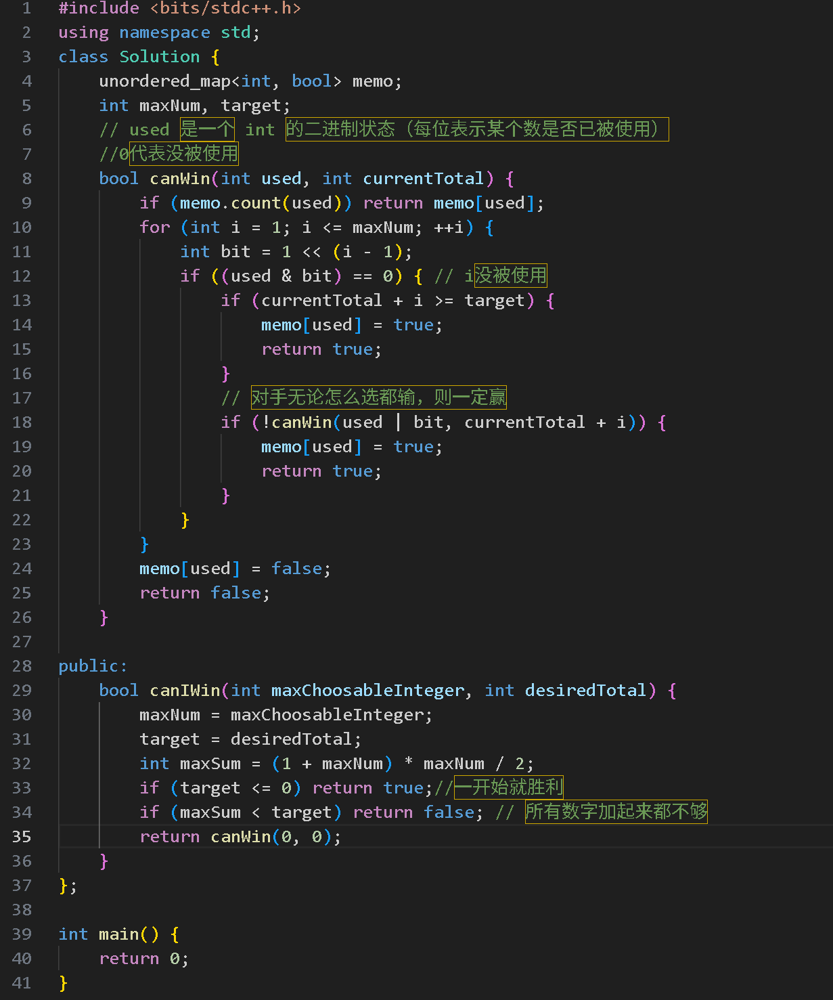 1 #include <bits/stdc++.h>
2 using namespace std;
3 class Solution {
4     unordered_map<int, bool> memo;
5     int maxNum, target;
6     // used 是一个 int 的二进制状态（每位表示某个数是否已被使用）
7     //0代表没被使用
8     bool canWin(int used, int currentTotal) {
9         if (memo.count(used)) return memo[used];
10         for (int i = 1; i <= maxNum; ++i) {
11             int bit = 1 << (i - 1);
12             if ((used & bit) == 0) { // i没被使用
13                 if (currentTotal + i >= target) {
14                     memo[used] = true;
15                     return true;
16                 }
17                 // 对手无论怎么选都输，则一定赢
18                 if (!canWin(used | bit, currentTotal + i)) {
19                     memo[used] = true;
20                     return true;
21                 }
22             }
23         }
24         memo[used] = false;
25         return false;
26     }
27
28 public:
29     bool canIWin(int maxChoosableInteger, int desiredTotal) {
30         maxNum = maxChoosableInteger;
31         target = desiredTotal;
32         int maxSum = (1 + maxNum) * maxNum / 2;
33         if (target <= 0) return true;//一开始就胜利
34         if (maxSum < target) return false; // 所有数字加起来都不够
35         return canWin(0, 0);
36     }
37 };
38
39 int main() {
40     return 0;
41 }